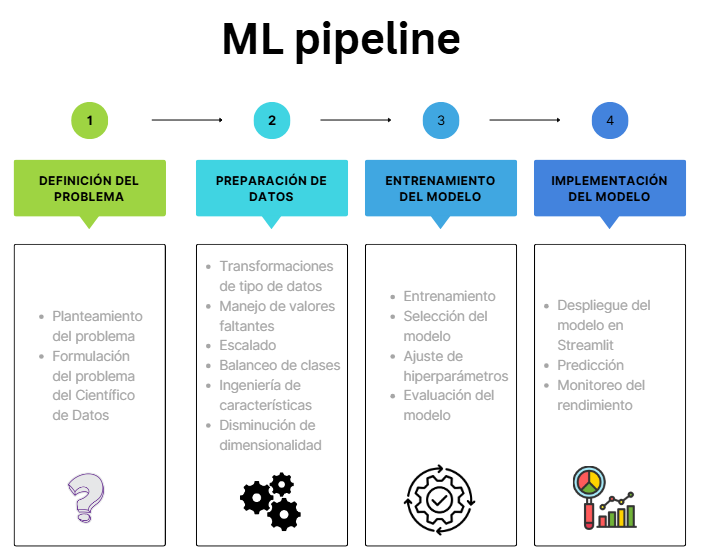 ML pipeline
1
2
3
4
DEFINICIÓN DEL
PROBLEMA
PREPARACIÓN DE
DATOS
ENTRENAMIENTO
DEL MODELO
IMPLEMENTACIÓN
DEL MODELO
• Planteamiento
del problema
• Formulación
del problema
del Científico
de Datos
• Transformaciones
de tipo de datos
• Manejo de valores
faltantes
• Escalado
• Balanceo de clases
• Ingeniería de
características
• Disminución de
dimensionalidad
• Entrenamiento
• Selección del
modelo
• Ajuste de
hiperparámetros
• Evaluación del
modelo
• Despliegue del
modelo en
Streamlit
• Predicción
• Monitoreo del
rendimiento